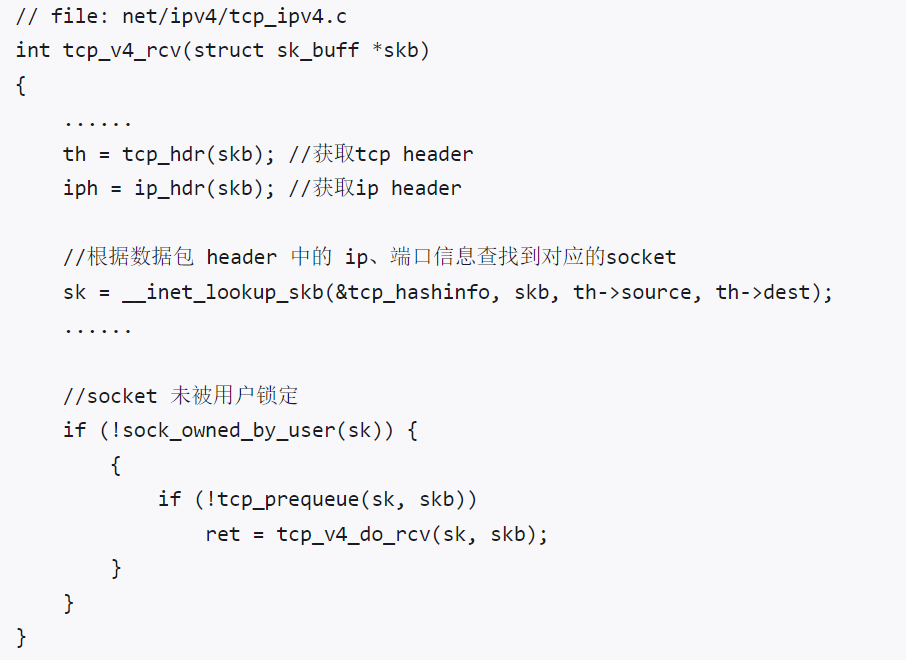 // file: net/ipv4/tcp_ipv4.c
int tcp_v4_rcv(struct sk_buff *skb)
{
    ......
    th = tcp_hdr(skb); //获取tcp header
    iph = ip_hdr(skb); //获取ip header

    //根据数据包 header 中的 ip、端口信息查找到对应的socket
    sk = __inet_lookup_skb(&tcp_hashinfo, skb, th->source, th->dest);
    ......

    //socket 未被用户锁定
    if (!sock_owned_by_user(sk)) {
        {
            if (!tcp_prequeue(sk, skb))
                ret = tcp_v4_do_rcv(sk, skb);
        }
    }
}